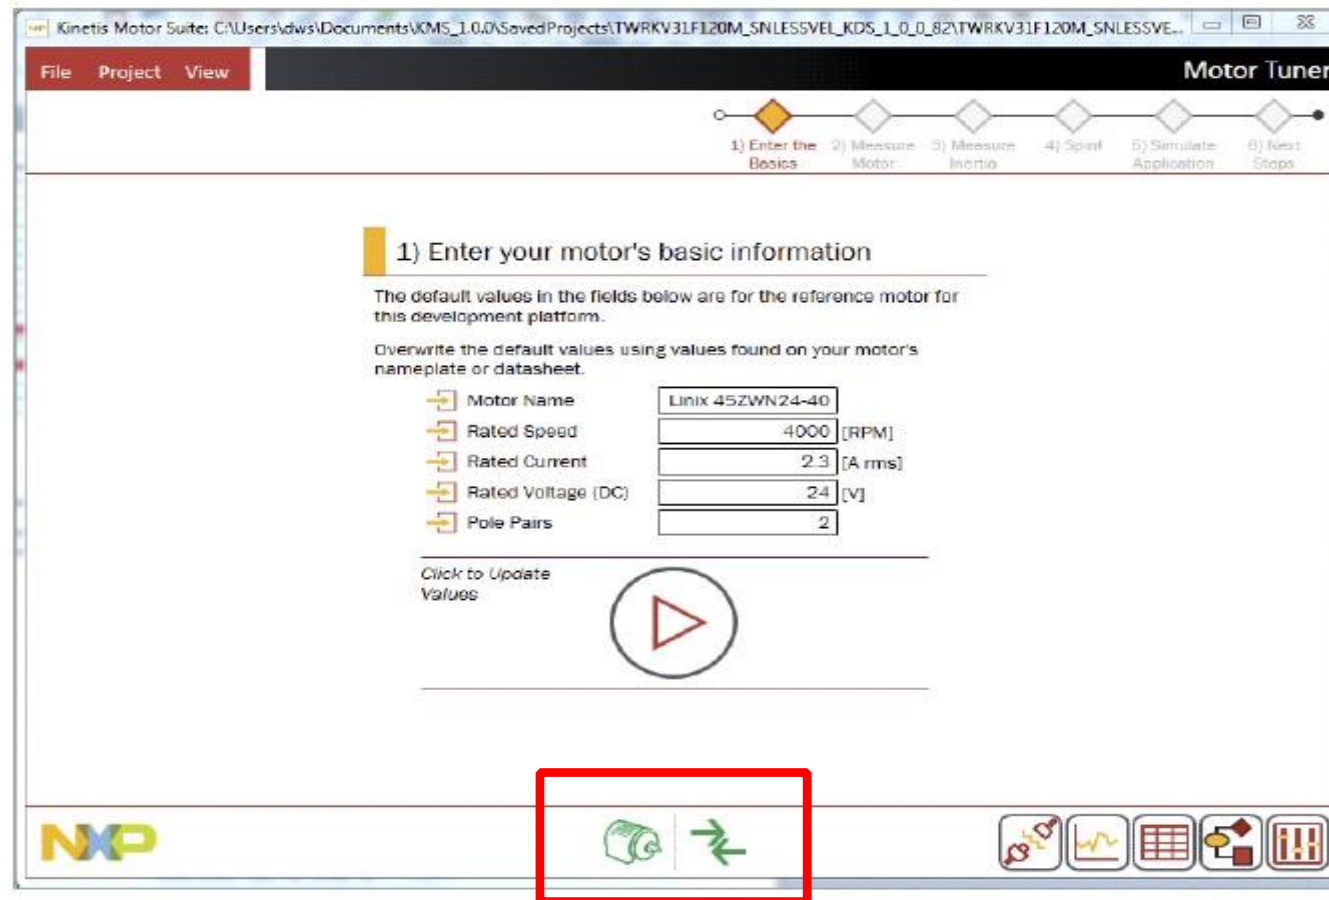 Kinetis Motor Suite: C:\Users\dws\Documents\KMS_1.0.0\SavedProjects\TWRKV31F120M_SNLESSVEL_KDS_1_0_0_82\TWRKV31F120M_SNLESSVE...
File Project View
Motor Tuner
1) Enter the Basics
2) Measure Motor
3) Measure Inertia
4) Spin!
5) Simulate Application
6) Next Steps
1) Enter your motor's basic information
The default values in the fields below are for the reference motor for
this development platform.
Overwrite the default values using values found on your motor's
nameplate or datasheet.
Motor Name Linix 45ZWN24-40
Rated Speed 4000 [RPM]
Rated Current 2.3 [A rms]
Rated Voltage (DC) 24 [V]
Pole Pairs 2
Click to Update
Values
NXP